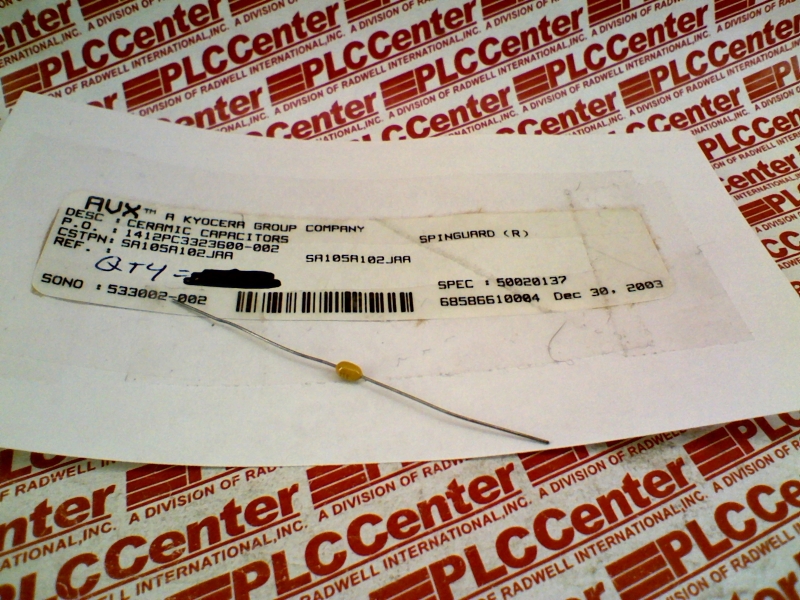 AVX™ A KYOCERA GROUP COMPANY
DESC : CERAMIC CAPACITORS
SPINGUARD (R)
P.O. : 1412PC3323600-002
CSTPN: SA105A102JAA
SA105A102JAA
REF. :
QTY =
SPEC : 50020137
SONO : 533002-002
68586610004 Dec 30, 2003
PLCCenter
A DIVISION OF RADWELL INTERNATIONAL, INC.